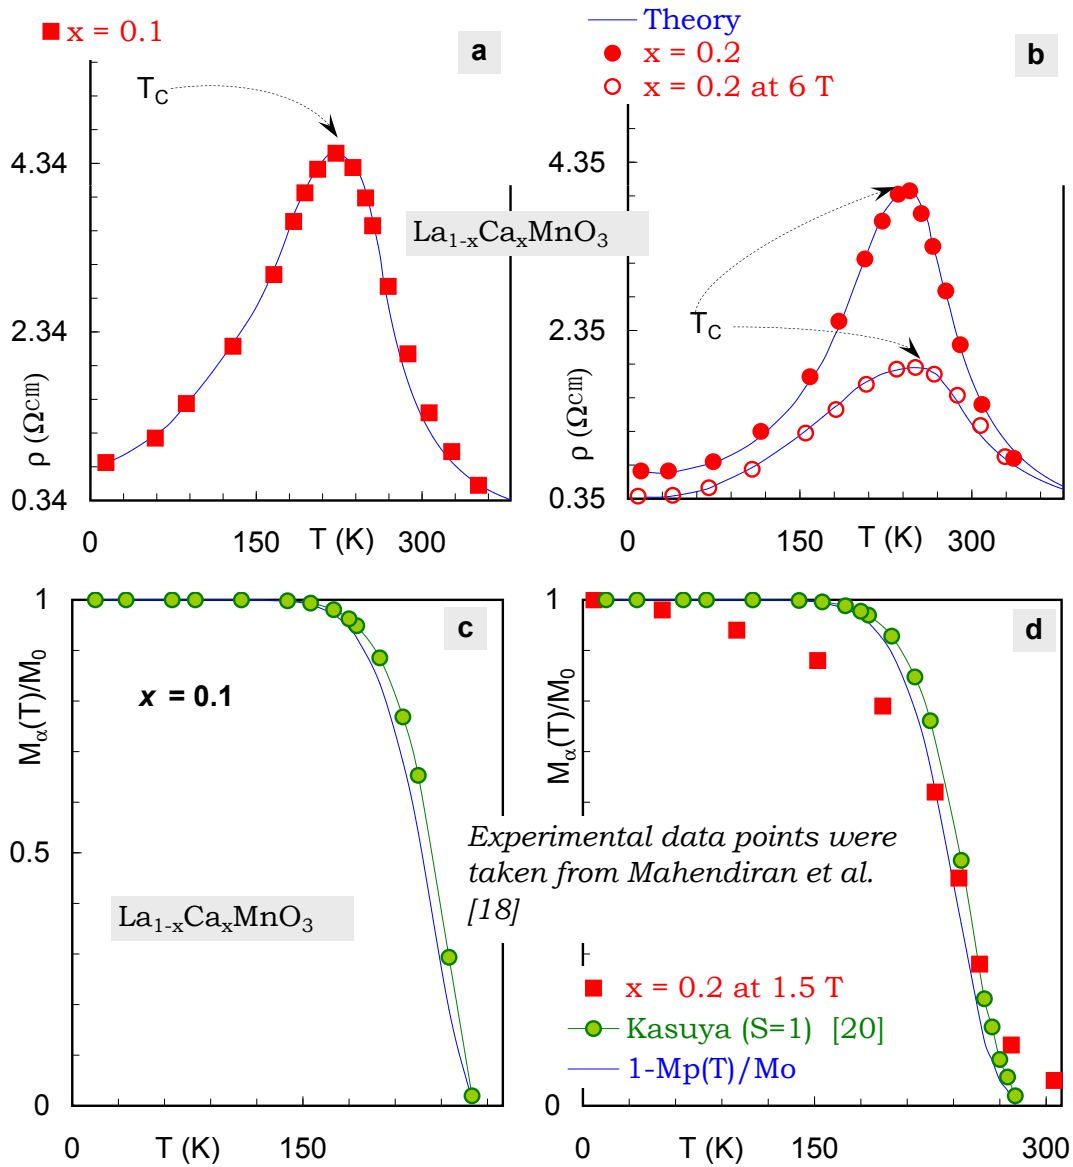 x = 0.1
a
T_C
4.34
2.34
0.34
ρ (Ωcm)
0
150
T (K)
300
Theory
x = 0.2
x = 0.2 at 6 T
b
4.35
2.35
0.35
ρ (Ωcm)
T_C
0
150
T (K)
300
La_{1-x}Ca_xMnO_3
1
0.5
0
M_α(T)/M_0
c
x = 0.1
La_{1-x}Ca_xMnO_3
0
T (K)
150
1
0.5
0
M_α(T)/M_0
d
Experimental data points were
taken from Mahendiran et al.
[18]
x = 0.2 at 1.5 T
Kasuya (S=1) [20]
1-Mp(T)/Mo
0
T (K)
150
300